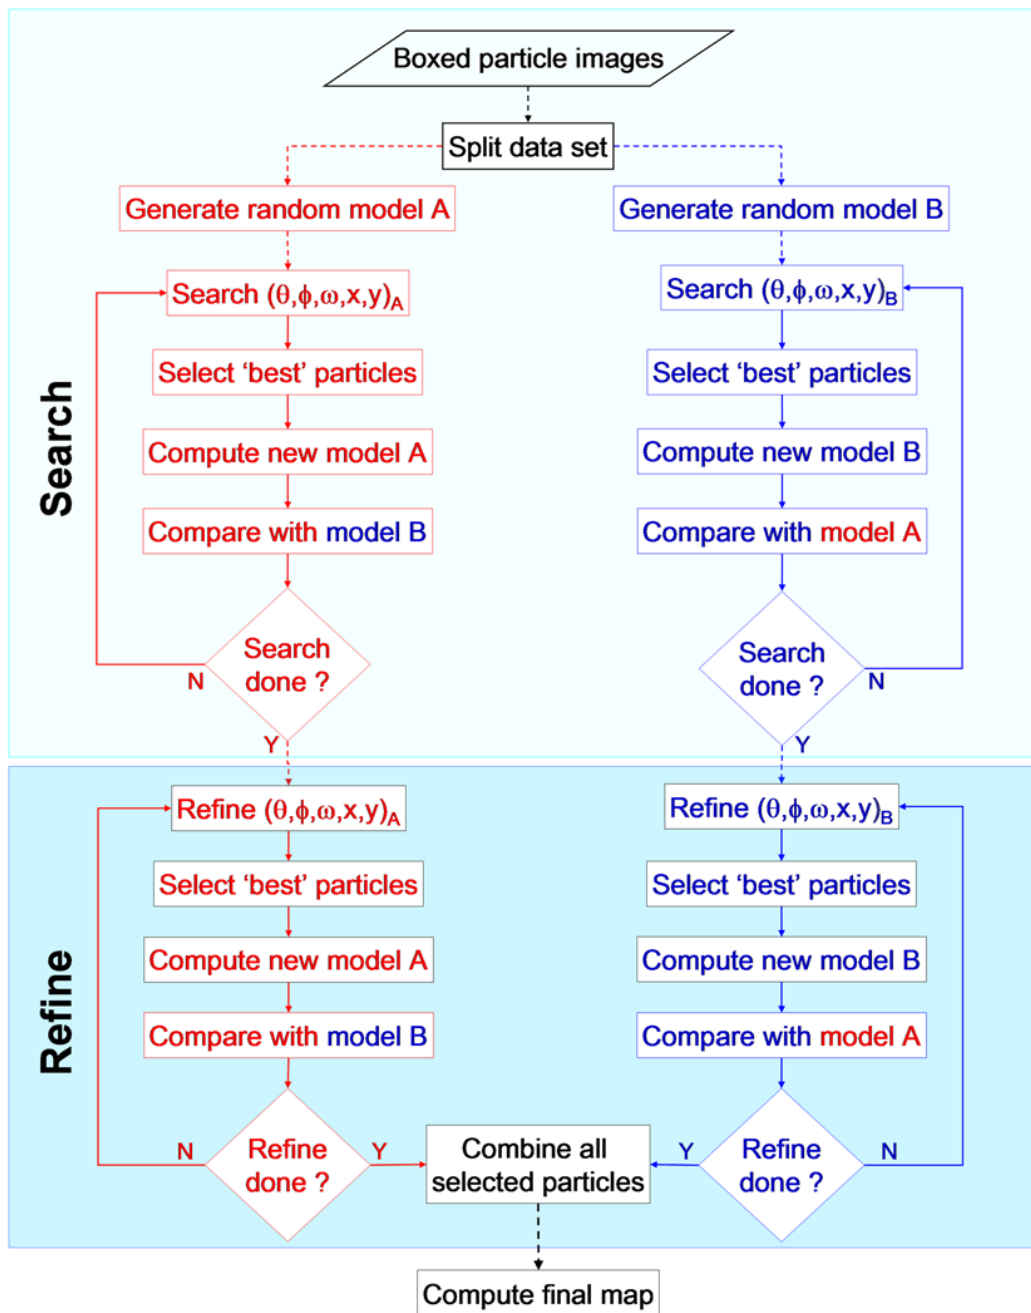 Boxed particle images
Split data set
Generate random model A
Generate random model B
Search (θ,ϕ,ω,x,y)A
Search (θ,ϕ,ω,x,y)B
Select ‘best’ particles
Select ‘best’ particles
Compute new model A
Compute new model B
Compare with model B
Compare with model A
Search
done ?
N
Y
Search
done ?
N
Y
Search
Refine (θ,ϕ,ω,x,y)A
Refine (θ,ϕ,ω,x,y)B
Select ‘best’ particles
Select ‘best’ particles
Compute new model A
Compute new model B
Compare with model B
Compare with model A
N
Refine
done ?
Y
Combine all
selected particles
Y
Refine
done ?
N
Refine
Compute final map